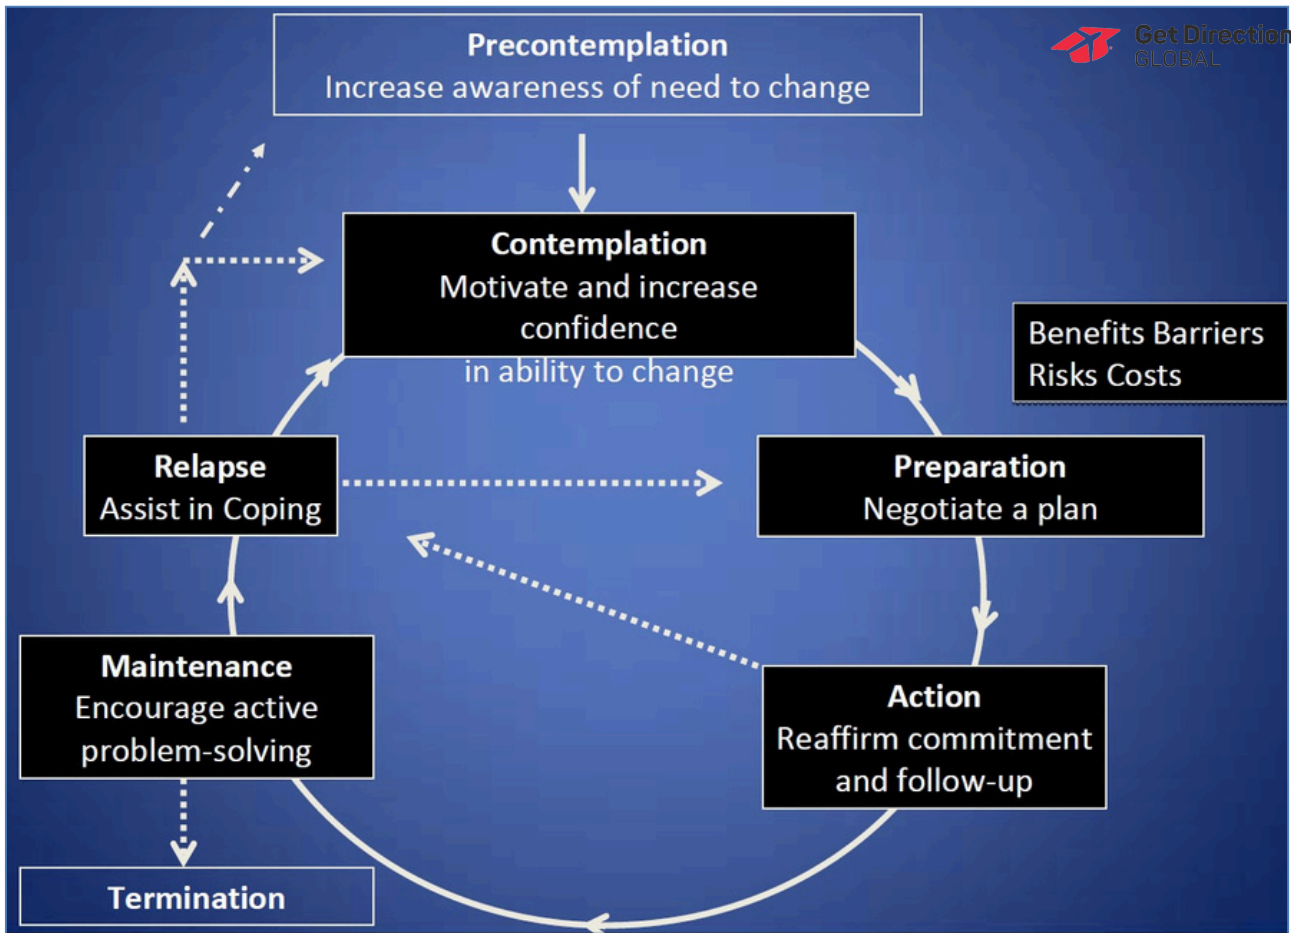 Precontemplation
Increase awareness of need to change
Get Direction
GLOBAL
Contemplation
Motivate and increase
confidence
in ability to change
Benefits Barriers
Risks Costs
Relapse
Assist in Coping
Preparation
Negotiate a plan
Maintenance
Encourage active
problem-solving
Action
Reaffirm commitment
and follow-up
Termination